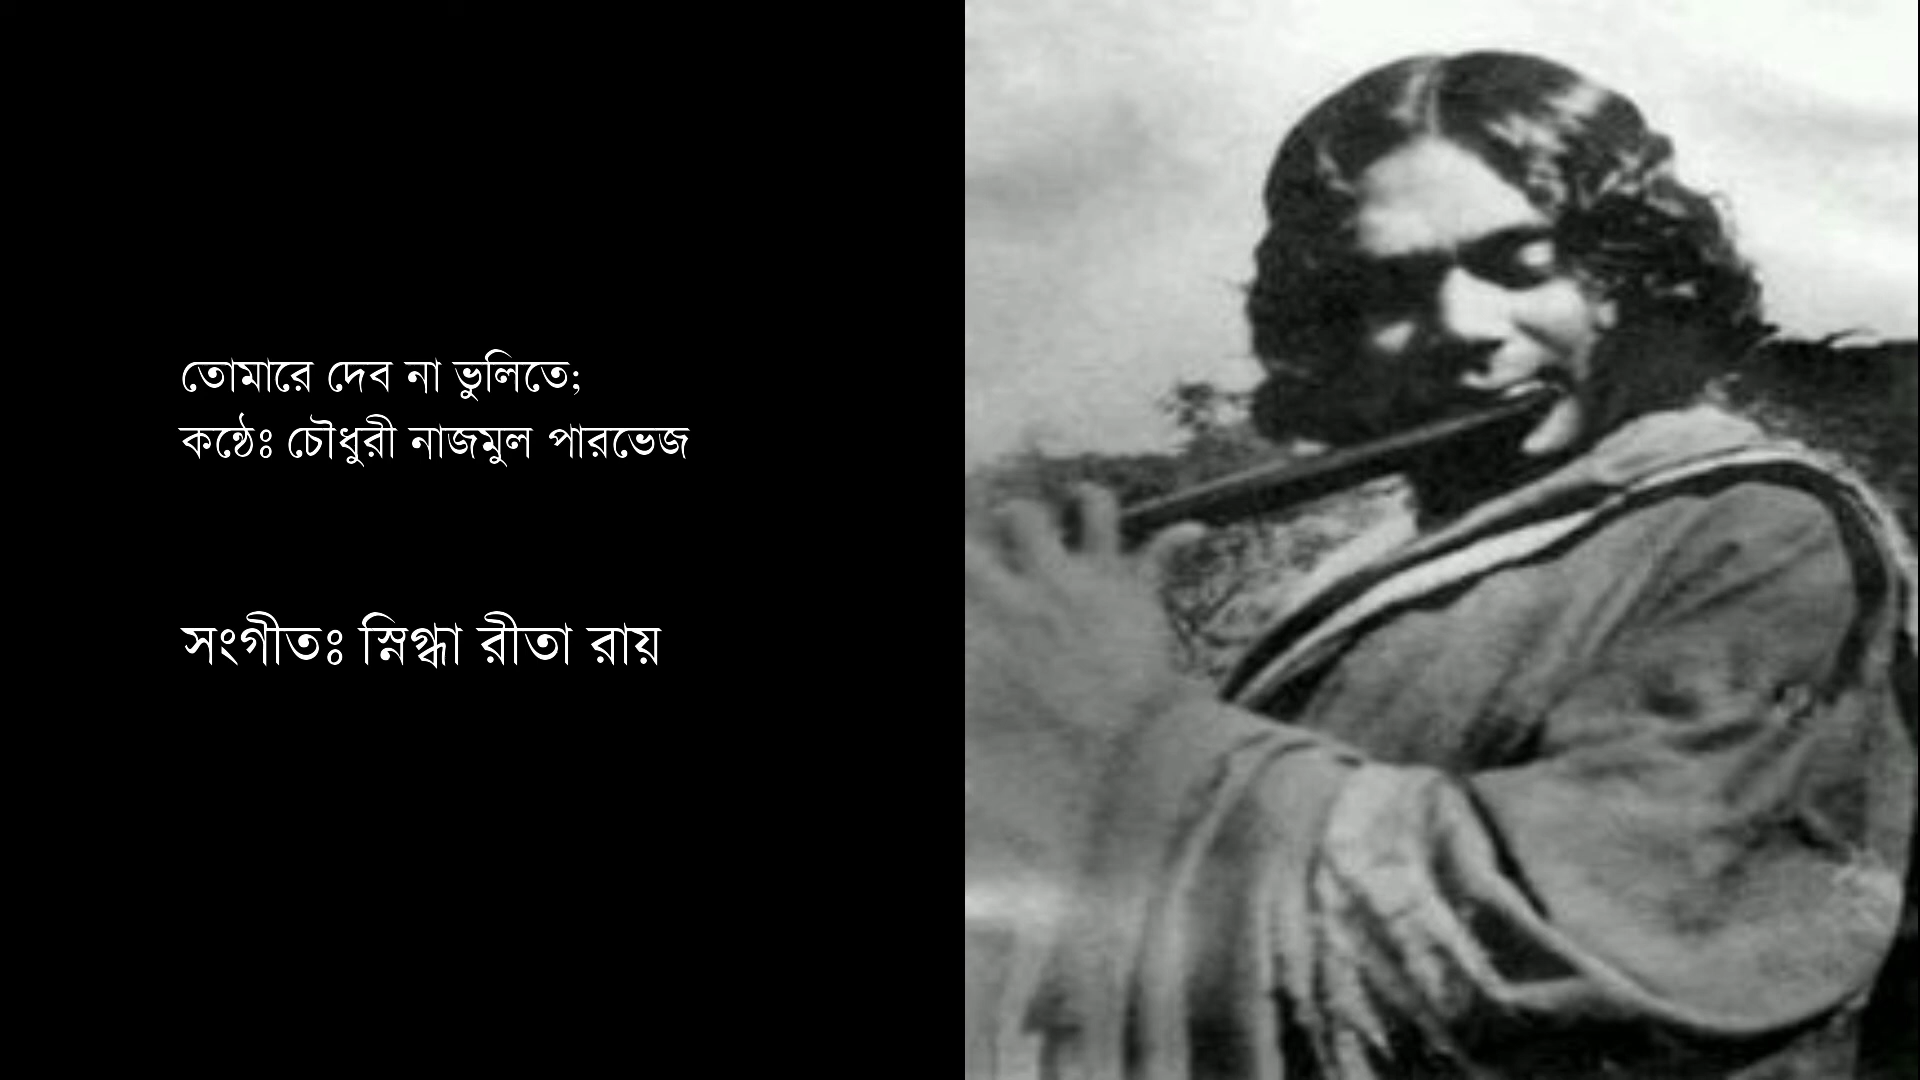 তোমারে দেব না ভুলিতে;
কন্ঠেঃ চৌধুরী নাজমুল পারভেজ
সংগীতঃ স্নিগ্ধা রীতা রায়